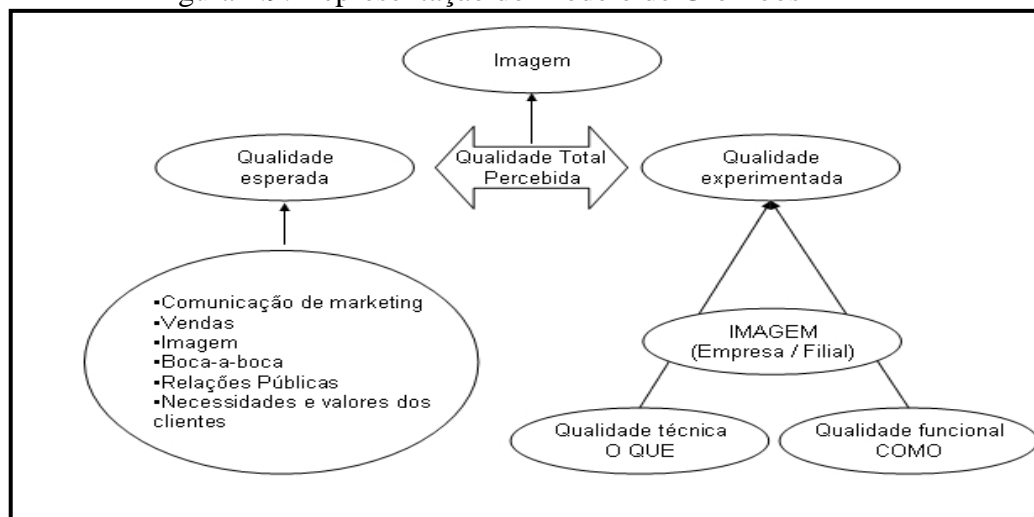 Imagem
Qualidade
esperada
Qualidade Total
Percebida
Qualidade
experimentada
▪Comunicação de marketing
▪Vendas
▪Imagem
▪Boca-a-boca
▪Relações Públicas
▪Necessidades e valores dos
clientes
IMAGEM
(Empresa / Filial)
Qualidade técnica
O QUE
Qualidade funcional
COMO